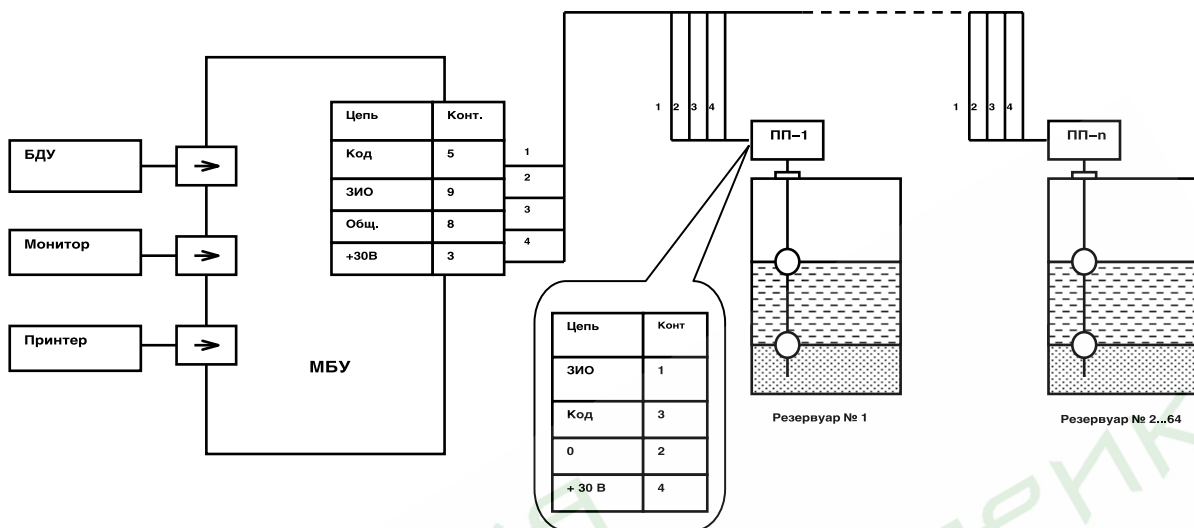 1 2 3 4
1 2 3 4
ПП–1
ПП–n
БДУ
Монитор
Принтер
МБУ
Цепь Конт.
Код 5
ЗИО 9
Общ. 8
+30В 3
1
2
3
4
Цепь Конт
ЗИО 1
Код 3
0 2
+ 30 В 4
Резервуар № 1
Резервуар № 2...64